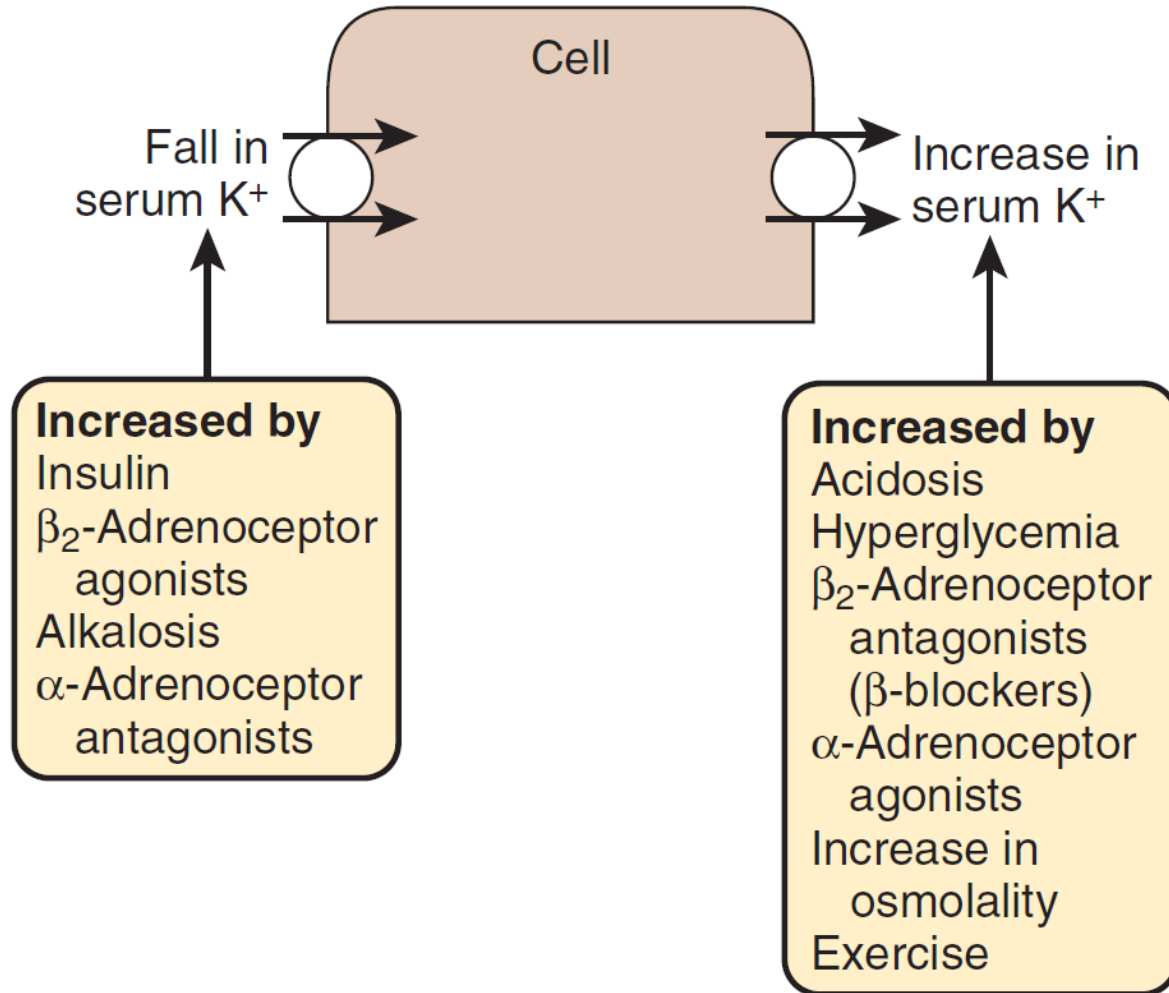 Cell
Fall in
serum K⁺
Increase in
serum K⁺
Increased by
Insulin
β₂-Adrenoceptor
agonists
Alkalosis
α-Adrenoceptor
antagonists
Increased by
Acidosis
Hyperglycemia
β₂-Adrenoceptor
antagonists
(β-blockers)
α-Adrenoceptor
agonists
Increase in
osmolality
Exercise